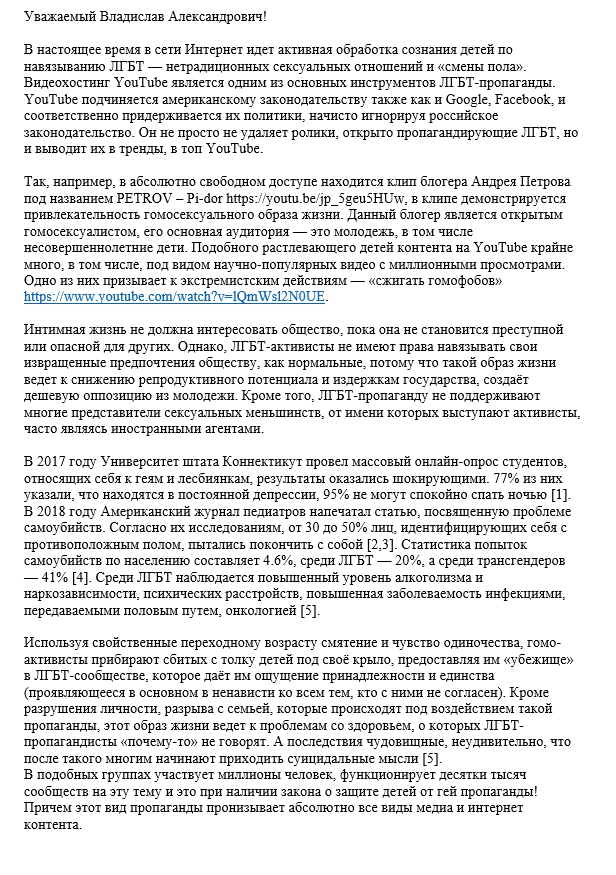 Уважаемый Владислав Александрович!
В настоящее время в сети Интернет идет активная обработка сознания детей по
навязыванию ЛГБТ — нетрадиционных сексуальных отношений и «смены пола».
Видеохостинг YouTube является одним из основных инструментов ЛГБТ-пропаганды.
YouTube подчиняется американскому законодательству также как и Google, Facebook, и
соответственно придерживается их политики, начисто игнорируя российское
законодательство. Он не просто не удаляет ролики, открыто пропагандирующие ЛГБТ, но
и выводит их в тренды, в топ YouTube.
Так, например, в абсолютно свободном доступе находится клип блогера Андрея Петрова
под названием PETROV – Pi-dor https://youtu.be/jp_5geu5HUw, в клипе демонстрируется
привлекательность гомосексуального образа жизни. Данный блогер является открытым
гомосексуалистом, его основная аудитория — это молодежь, в том числе
несовершеннолетние дети. Подобного растлевающего детей контента на YouTube крайне
много, в том числе, под видом научно-популярных видео с миллионными просмотрами.
Одно из них призывает к экстремистским действиям — «сжигать гомофобов»
https://www.youtube.com/watch?v=lQmWsl2N0UE.
Интимная жизнь не должна интересовать общество, пока она не становится преступной
или опасной для других. Однако, ЛГБТ-активисты не имеют права навязывать свои
извращенные предпочтения обществу, как нормальные, потому что такой образ жизни
ведет к снижению репродуктивного потенциала и издержкам государства, создаёт
дешевую оппозицию из молодежи. Кроме того, ЛГБТ-пропаганду не поддерживают
многие представители сексуальных меньшинств, от имени которых выступают активисты,
часто являясь иностранными агентами.
В 2017 году Университет штата Коннектикут провел массовый онлайн-опрос студентов,
относящих себя к геям и лесбиянкам, результаты оказались шокирующими. 77% из них
указали, что находятся в постоянной депрессии, 95% не могут спокойно спать ночью [1].
В 2018 году Американский журнал педиатров напечатал статью, посвященную проблеме
самоубийств. Согласно их исследованиям, от 30 до 50% лиц, идентифицирующих себя с
противоположным полом, пытались покончить с собой [2,3]. Статистика попыток
самоубийств по населению составляет 4.6%, среди ЛГБТ — 20%, а среди трансгендеров
— 41% [4]. Среди ЛГБТ наблюдается повышенный уровень алкоголизма и
наркозависимости, психических расстройств, повышенная заболеваемость инфекциями,
передаваемыми половым путем, онкологией [5].
Используя свойственные переходному возрасту смятение и чувство одиночества, гомо-
активисты прибирают сбитых с толку детей под своё крыло, предоставляя им «убежище»
в ЛГБТ-сообществе, которое даёт им ощущение принадлежности и единства
(проявляющееся в основном в ненависти ко всем тем, кто с ними не согласен). Кроме
разрушения личности, разрыва с семьей, которые происходят под воздействием такой
пропаганды, этот образ жизни ведет к проблемам со здоровьем, о которых ЛГБТ-
пропагандисты «почему-то» не говорят. А последствия чудовищные, неудивительно, что
после такого многим начинают приходить суицидальные мысли [5].
В подобных группах участвует миллионы человек, функционирует десятки тысяч
сообществ на эту тему и это при наличии закона о защите детей от гей пропаганды!
Причем этот вид пропаганды пронизывает абсолютно все виды медиа и интернет
контента.